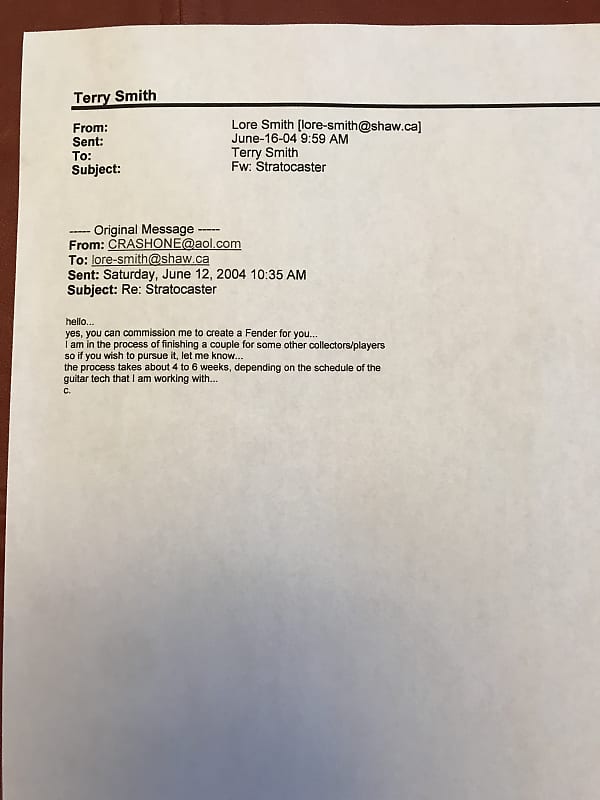 Terry Smith
From: Lore Smith [lore-smith@shaw.ca]
Sent: June-16-04 9:59 AM
To: Terry Smith
Subject: Fw: Stratocaster
----- Original Message -----
From: CRASHONE@aol.com
To: lore-smith@shaw.ca
Sent: Saturday, June 12, 2004 10:35 AM
Subject: Re: Stratocaster
hello...
yes, you can commission me to create a Fender for you...
I am in the process of finishing a couple for some other collectors/players
so if you wish to pursue it, let me know...
the process takes about 4 to 6 weeks, depending on the schedule of the
guitar tech that I am working with...
c.